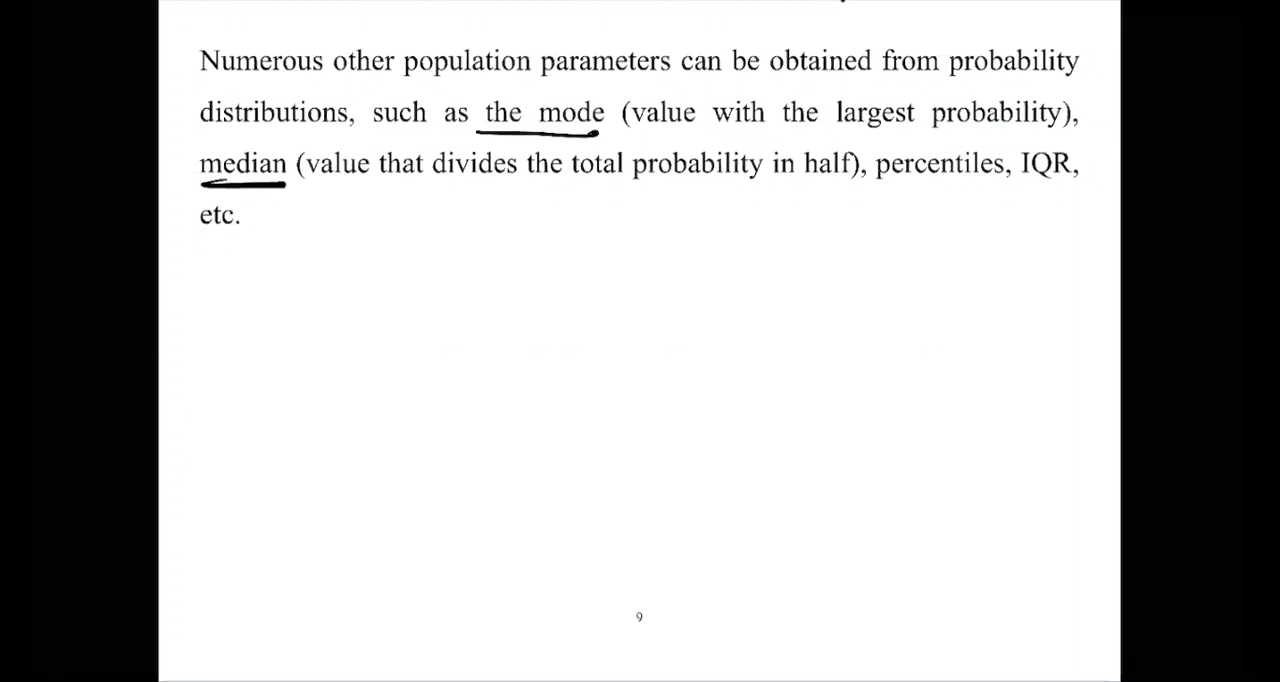 Numerous other population parameters can be obtained from probability
distributions, such as the mode (value with the largest probability),
median (value that divides the total probability in half), percentiles, IQR,
etc.
9